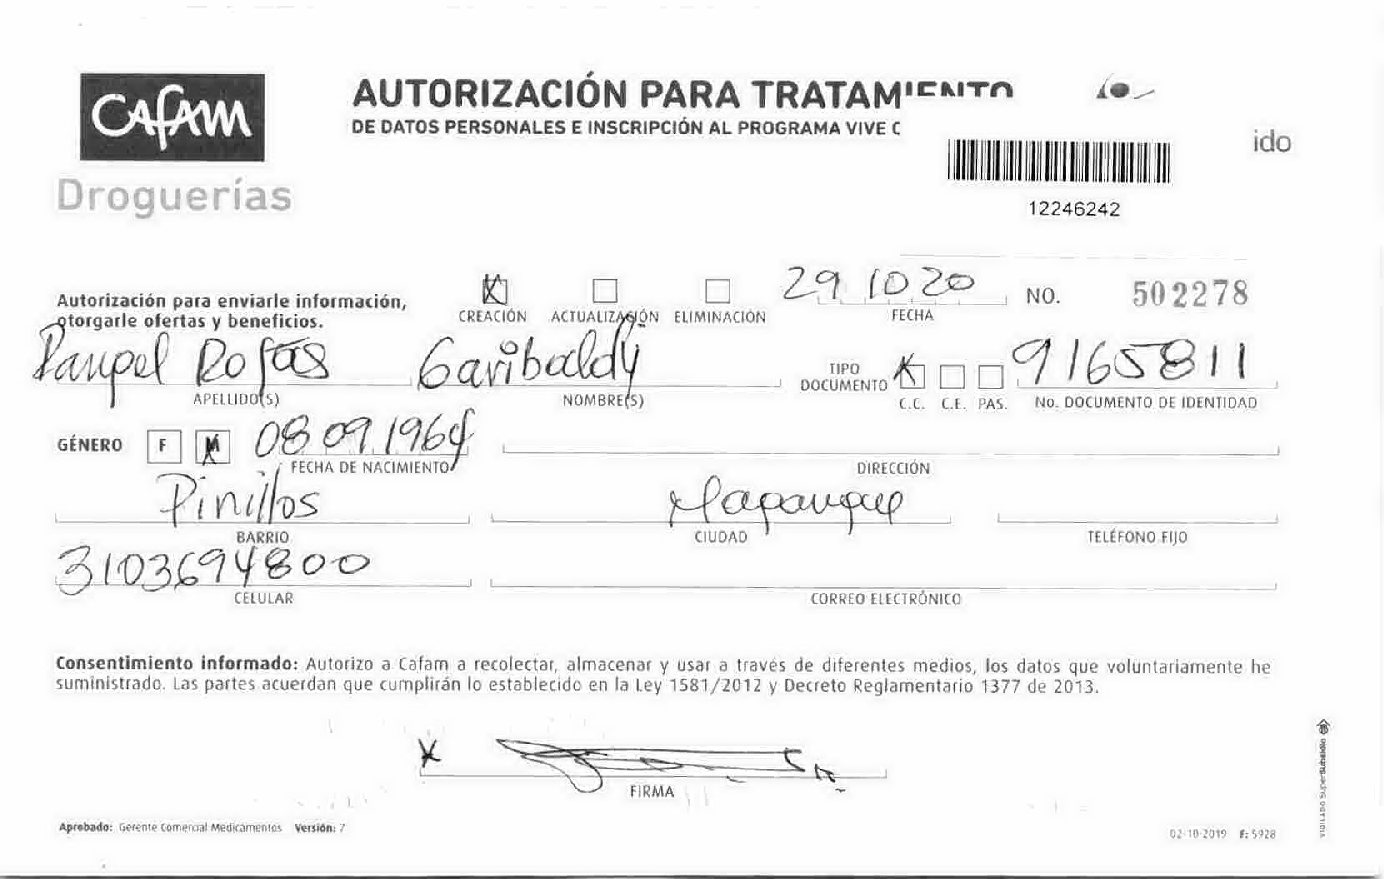 CAFAM
Droguerías
AUTORIZACIÓN PARA TRATAMIENTO
DE DATOS PERSONALES E INSCRIPCIÓN AL PROGRAMA VIVE C
ido
12246242
Autorización para enviarle información,
otorgarle ofertas y beneficios.
CREACIÓN ACTUALIZACIÓN ELIMINACIÓN
29 10 20
FECHA
NO. 502278
Rojas
APELLIDO(S)
Garibaldy
NOMBRE(S)
TIPO
DOCUMENTO
C.C. C.E. PAS.
9165811
No. DOCUMENTO DE IDENTIDAD
GÉNERO F M
08 09 1964
FECHA DE NACIMIENTO
DIRECCIÓN
Pinillos
BARRIO
CIUDAD
TELÉFONO FIJO
3103694800
CELULAR
CORREO ELECTRÓNICO
Consentimiento informado: Autorizo a Cafam a recolectar, almacenar y usar a través de diferentes medios, los datos que voluntariamente he
suministrado. Las partes acuerdan que cumplirán lo establecido en la Ley 1581/2012 y Decreto Reglamentario 1377 de 2013.
X
FIRMA
Aprobado: Gerente Comercial Medicamentos Versión: 7
02-10-2019 F: 5928
VIGILADO SuperSubsidio